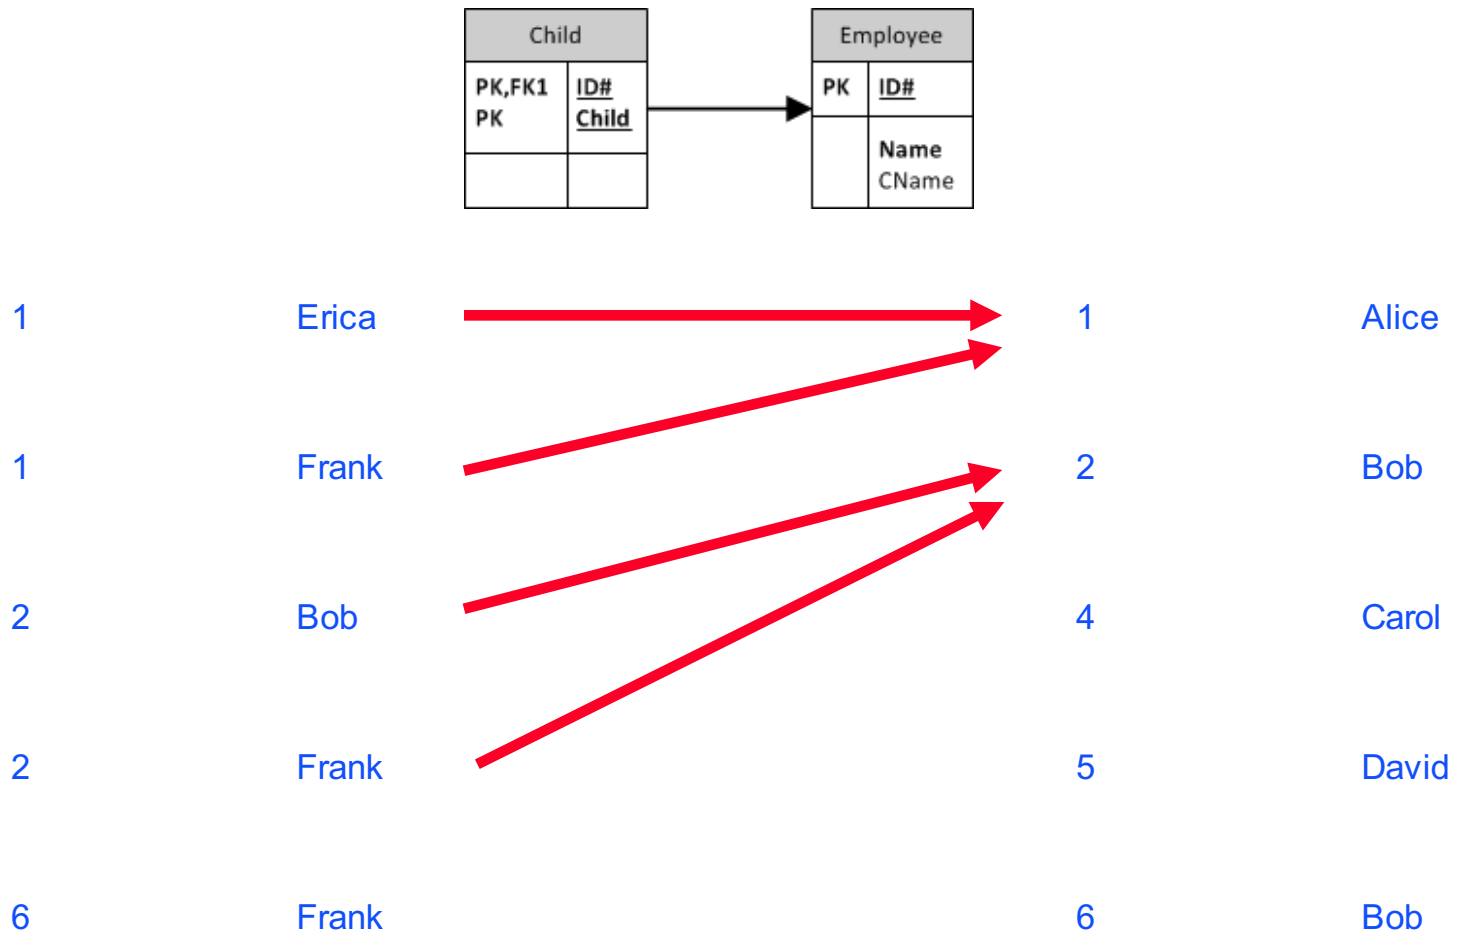 Child Employee
PK,FK1 ID# PK ID#
PK Child
Name
CName
1 Erica 1 Alice
1 Frank 2 Bob
2 Bob 4 Carol
2 Frank 5 David
6 Frank 6 Bob